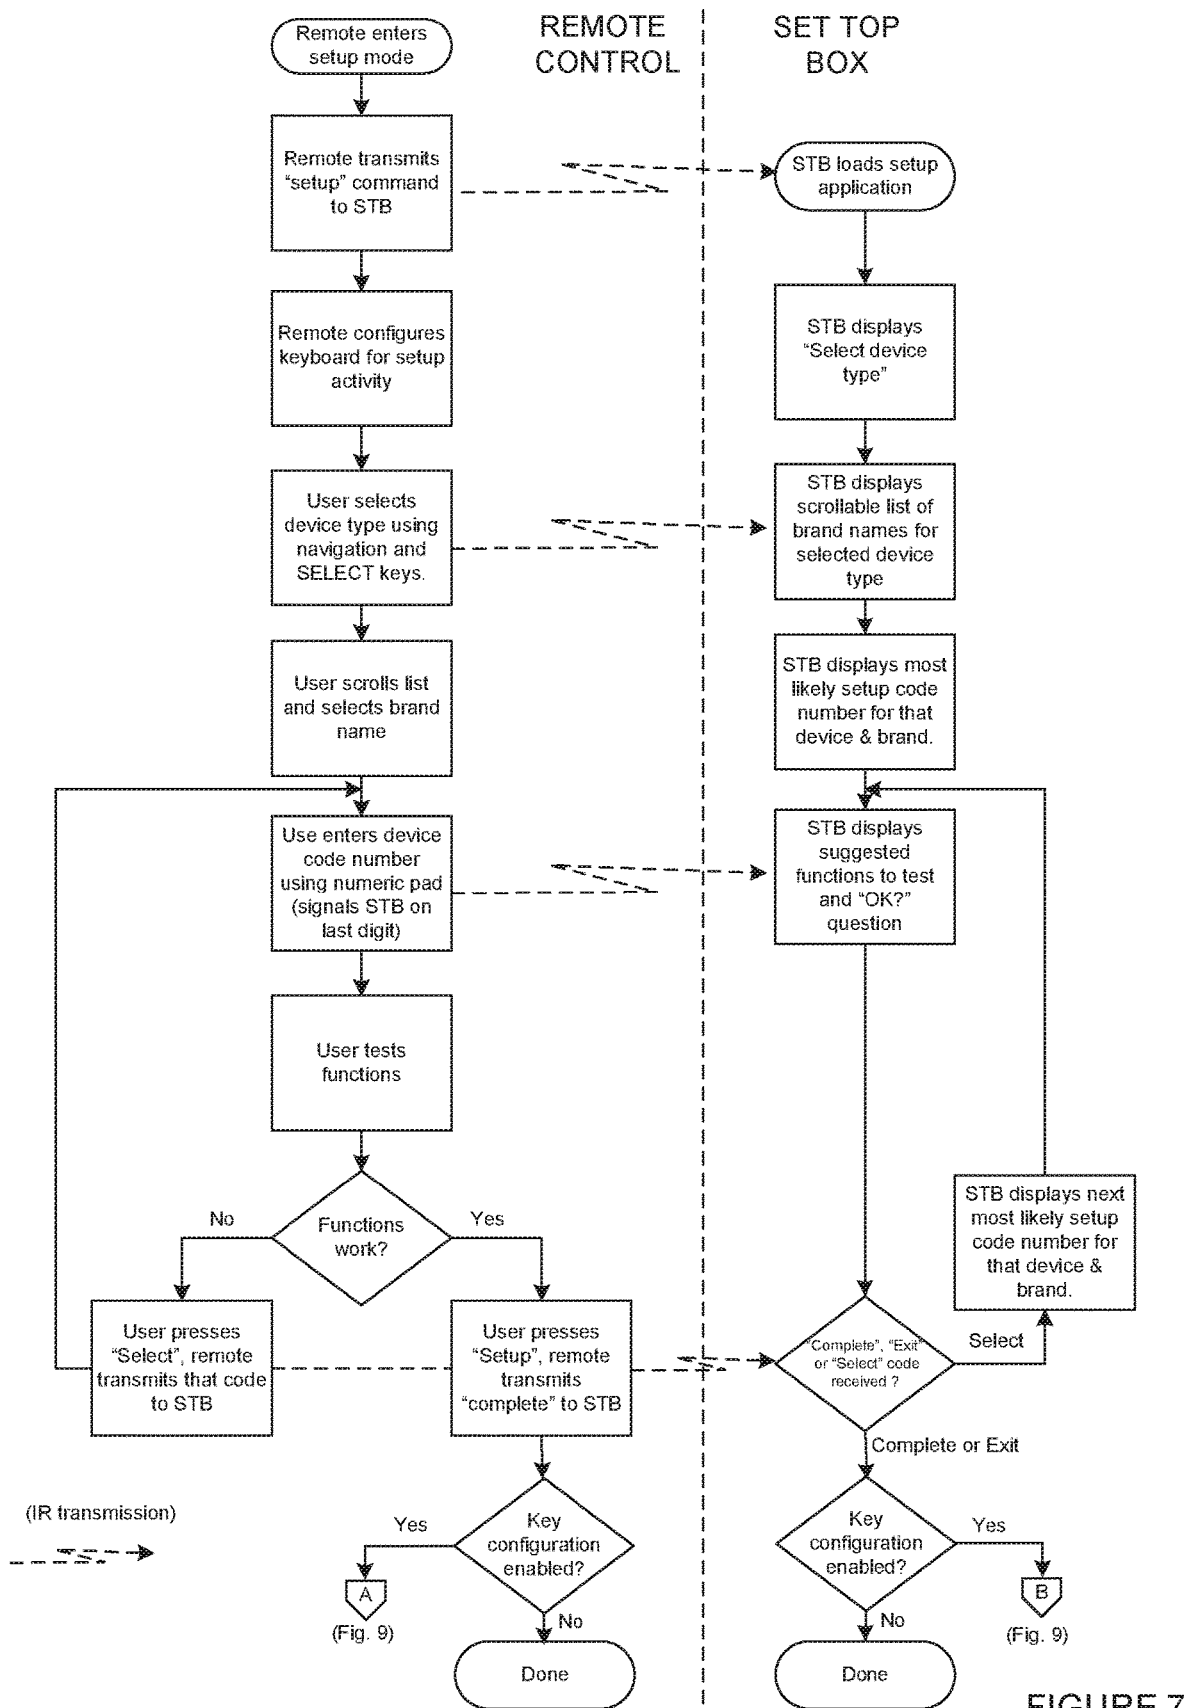 REMOTE
CONTROL
SET TOP
BOX
Remote enters
setup mode
Remote transmits
"setup" command
to STB
STB loads setup
application
Remote configures
keyboard for setup
activity
STB displays
"Select device
type"
User selects
device type using
navigation and
SELECT keys.
STB displays
scrollable list of
brand names for
selected device
type
User scrolls list
and selects brand
name
STB displays most
likely setup code
number for that
device & brand.
Use enters device
code number
using numeric pad
(signals STB on
last digit)
STB displays
suggested
functions to test
and "OK?"
question
User tests
functions
Functions
work?
No
Yes
STB displays next
most likely setup
code number for
that device &
brand.
User presses
"Select", remote
transmits that code
to STB
User presses
"Setup", remote
transmits
"complete" to STB
"Complete", "Exit"
or "Select" code
received ?
Select
Complete or Exit
(IR transmission)
Key
configuration
enabled?
Yes
A
(Fig. 9)
No
Done
Key
configuration
enabled?
Yes
B
(Fig. 9)
No
Done
FIGURE 7